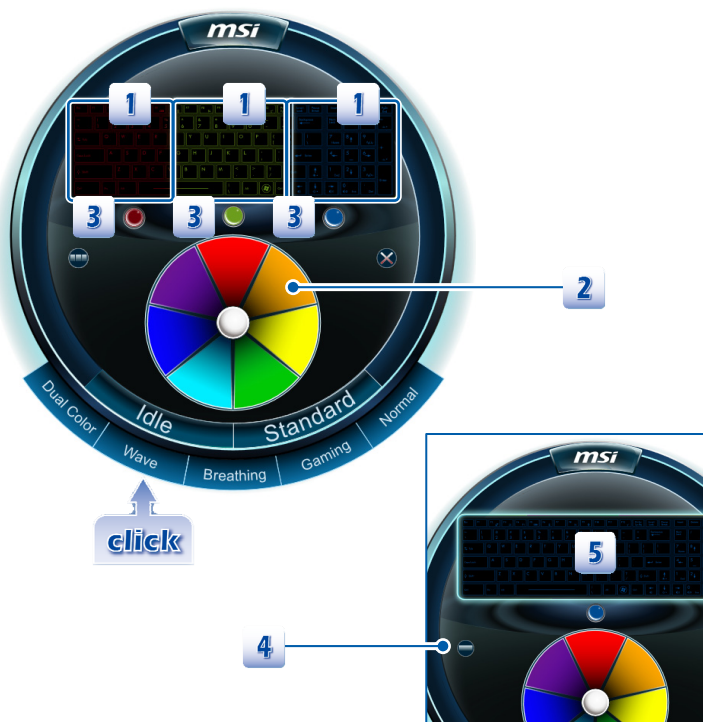 msi
1 1 1
3 3 3
2
Idle Standard
Dual Color Wave Breathing Gaming Normal
click
msi
5
4